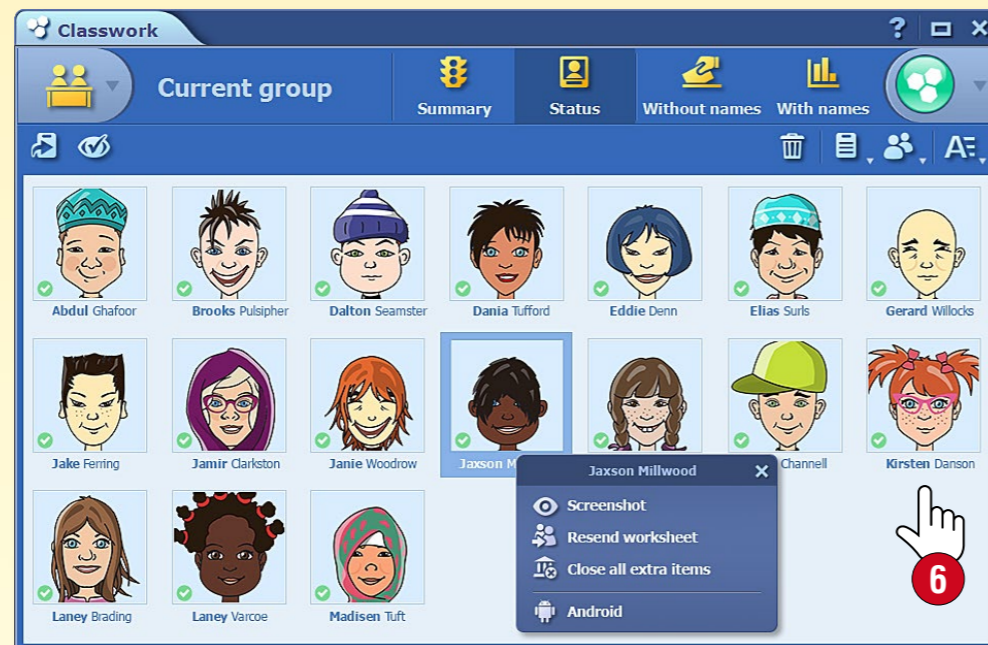 Classwork
?
Current group
Summary
Status
Without names
With names
Abdul Ghafoor
Brooks Pulsipher
Dalton Seamster
Dania Tufford
Eddie Denn
Elias Surls
Gerard Willocks
Jake Ferring
Jamir Clarkston
Janie Woodrow
Jaxson
Channell
Kirsten Danson
Jaxson Millwood
Screenshot
Resend worksheet
Close all extra items
Android
6
Laney Brading
Laney Varcoe
Madisen Tuft